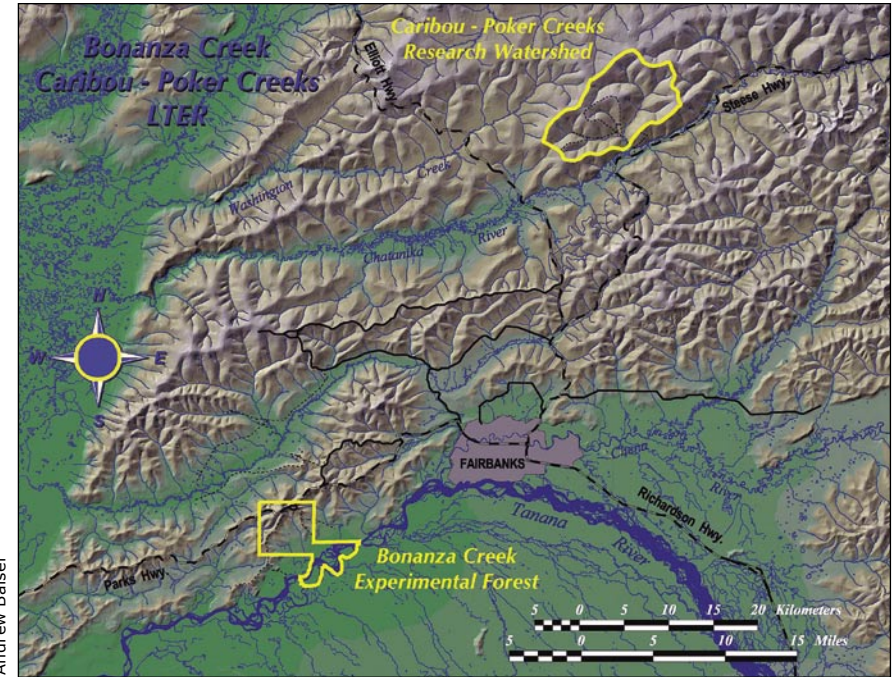 Bonanza Creek
Caribou - Poker Creeks
LTER
Caribou - Poker Creeks
Research Watershed
Elliott Hwy.
Steese Hwy.
Washington Creek
Chatanika River
N
W E
S
FAIRBANKS
Chena River
Richardson Hwy.
Tanana River
Parks Hwy.
Bonanza Creek
Experimental Forest
5 0 5 10 15 20 Kilometers
5 0 5 10 15 Miles
Andrew Balser